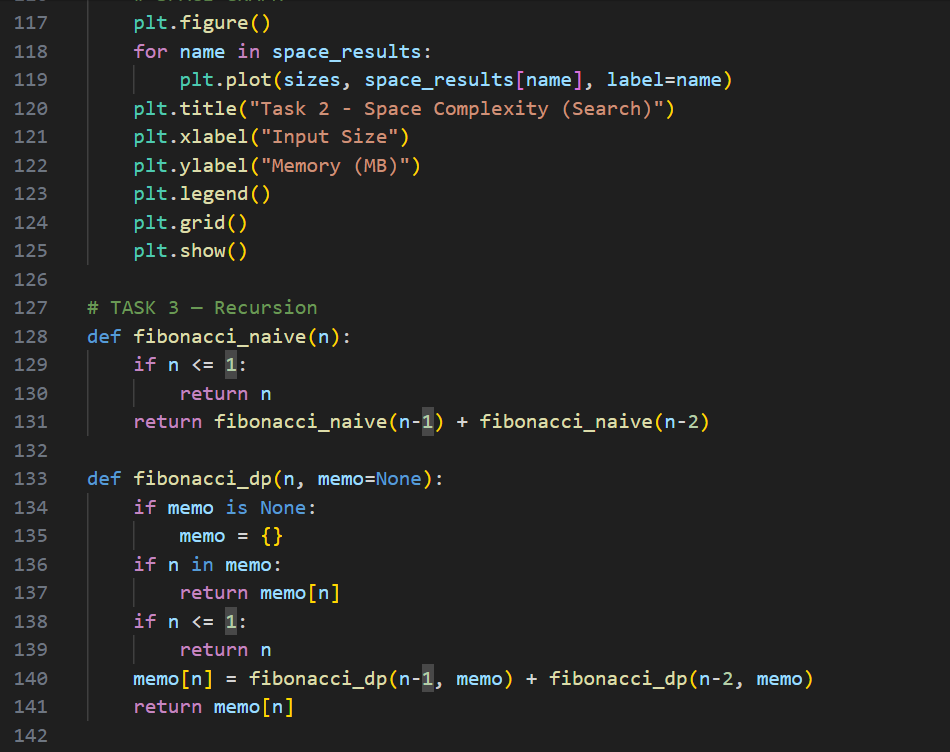 117 plt.figure()
118 for name in space_results:
119 plt.plot(sizes, space_results[name], label=name)
120 plt.title("Task 2 - Space Complexity (Search)")
121 plt.xlabel("Input Size")
122 plt.ylabel("Memory (MB)")
123 plt.legend()
124 plt.grid()
125 plt.show()
126
127 # TASK 3 – Recursion
128 def fibonacci_naive(n):
129 if n <= 1:
130 return n
131 return fibonacci_naive(n-1) + fibonacci_naive(n-2)
132
133 def fibonacci_dp(n, memo=None):
134 if memo is None:
135 memo = {}
136 if n in memo:
137 return memo[n]
138 if n <= 1:
139 return n
140 memo[n] = fibonacci_dp(n-1, memo) + fibonacci_dp(n-2, memo)
141 return memo[n]
142